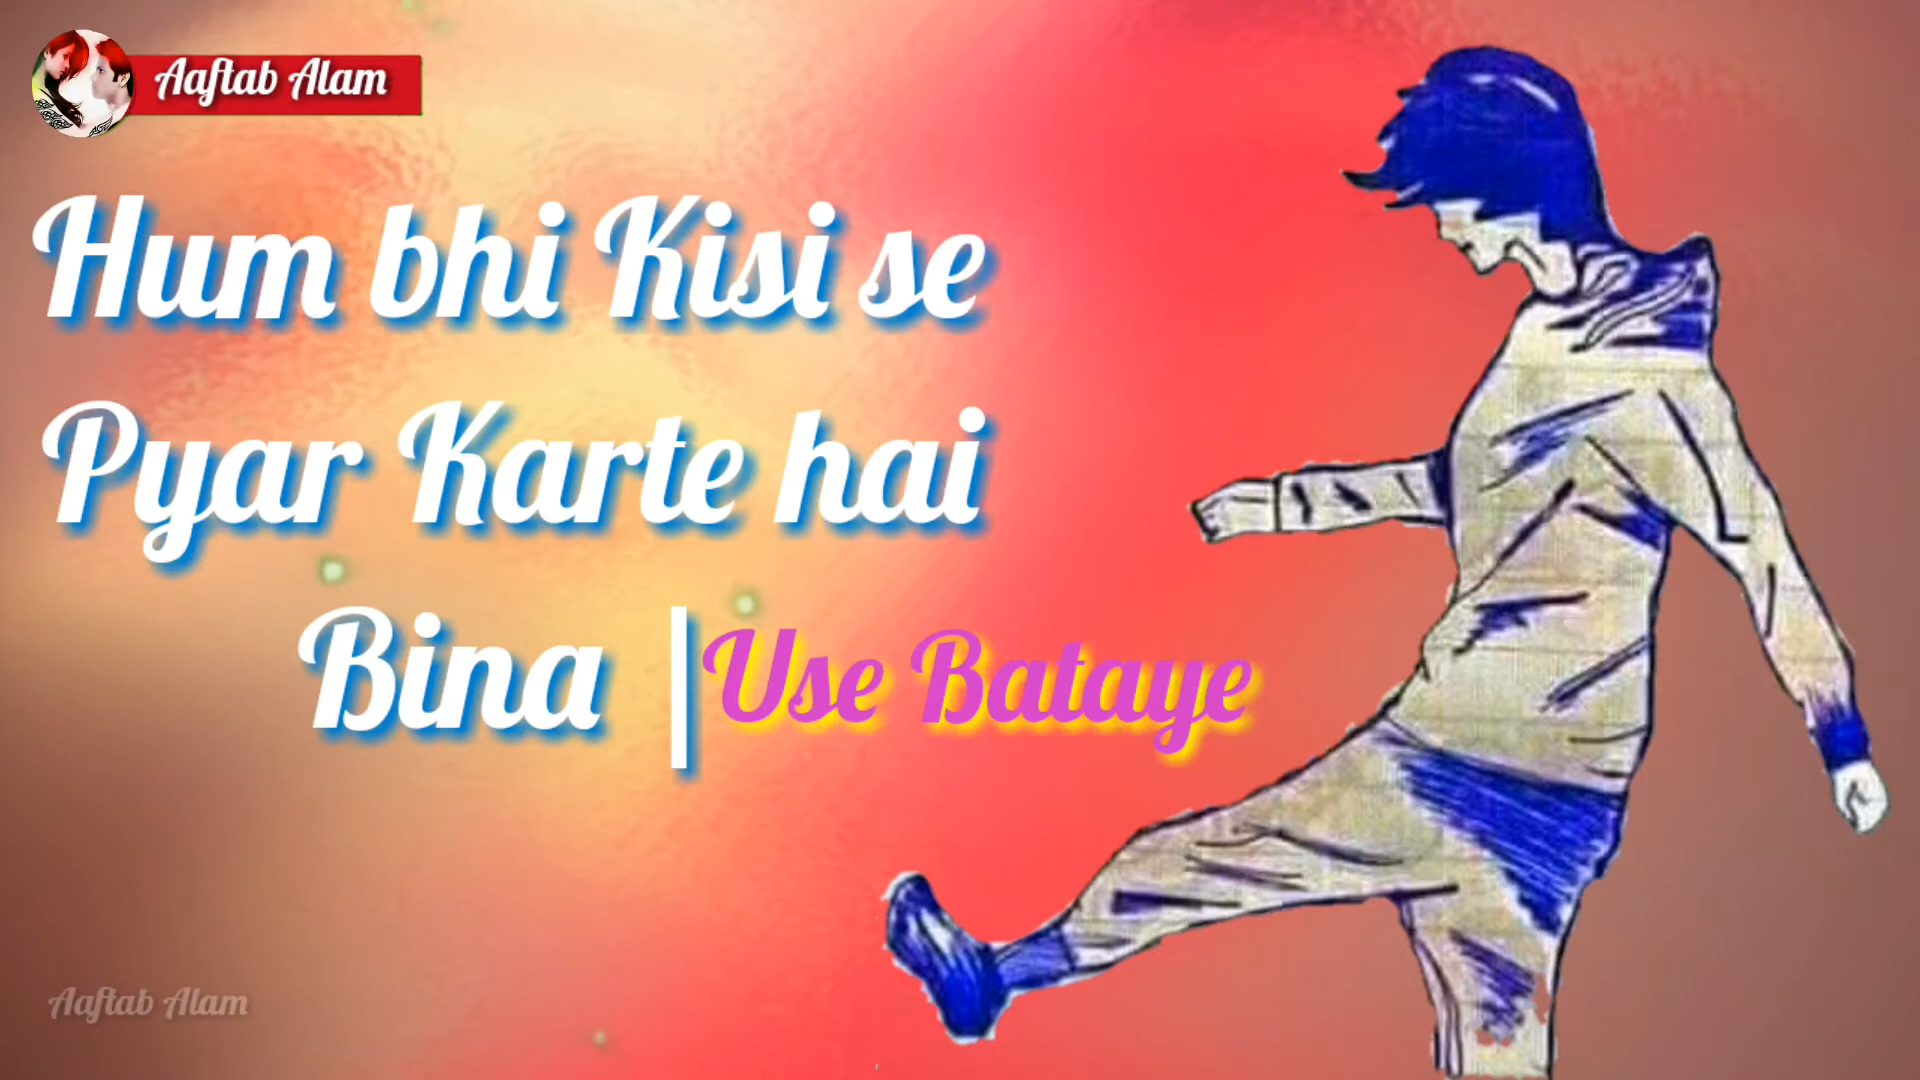 Aaftab Alam
Hum bhi Kisi se
Pyar Karte hai
Bina | Use Bataye
Aaftab Alam